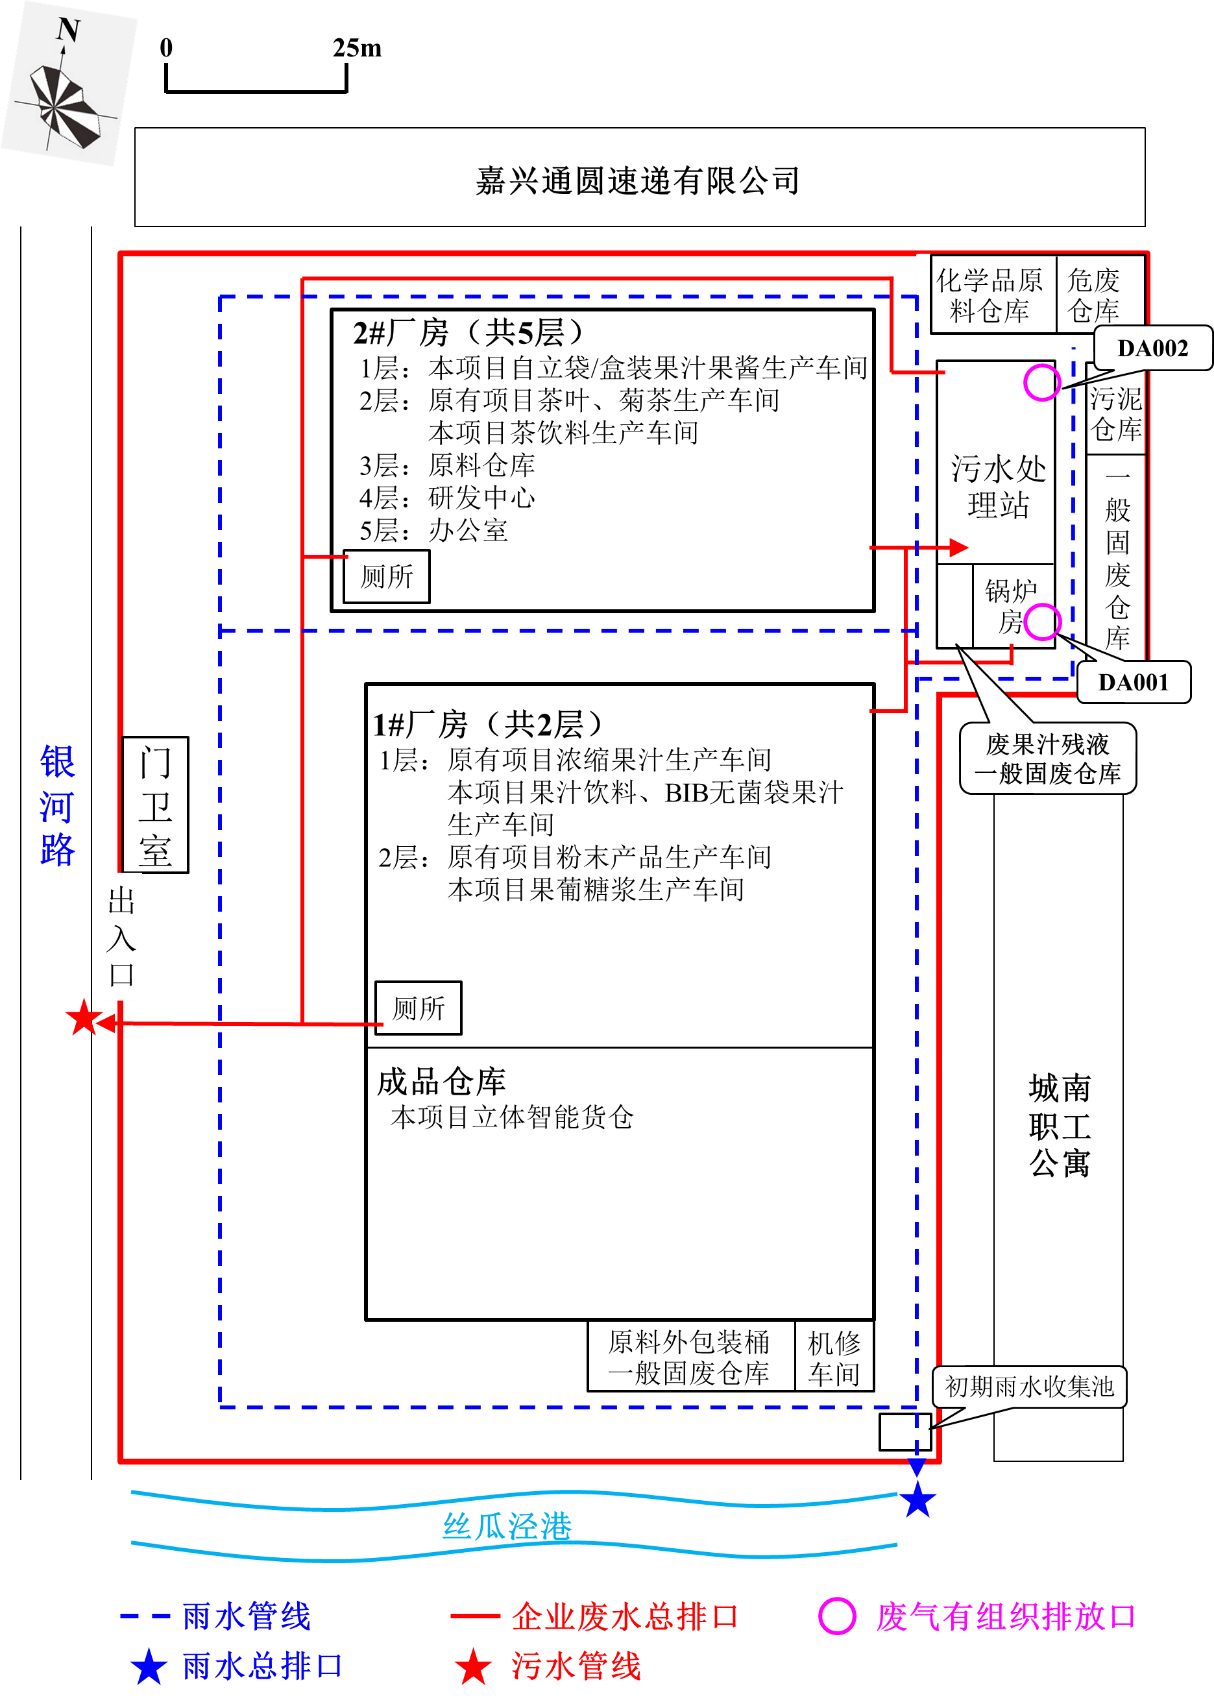 N
0 25m
嘉兴通圆速递有限公司
化学品原
料仓库
危废
仓库
DA002
2#厂房（共5层）
1层：本项目自立袋/盒装果汁果酱生产车间
2层：原有项目茶叶、菊茶生产车间
本项目茶饮料生产车间
3层：原料仓库
4层：研发中心
5层：办公室
厕所
污水处
理站
污泥
仓库
一
般
固
废
仓
库
锅炉
房
DA001
废果汁残液
一般固废仓库
1#厂房（共2层）
1层：原有项目浓缩果汁生产车间
本项目果汁饮料、BIB无菌袋果汁
生产车间
2层：原有项目粉末产品生产车间
本项目果葡糖浆生产车间
厕所
银
河
路
门
卫
室
出
入
口
成品仓库
本项目立体智能货仓
城南
职工
公寓
原料外包装桶
一般固废仓库
机修
车间
初期雨水收集池
丝瓜泾港
雨水管线
企业废水总排口
废气有组织排放口
雨水总排口
污水管线